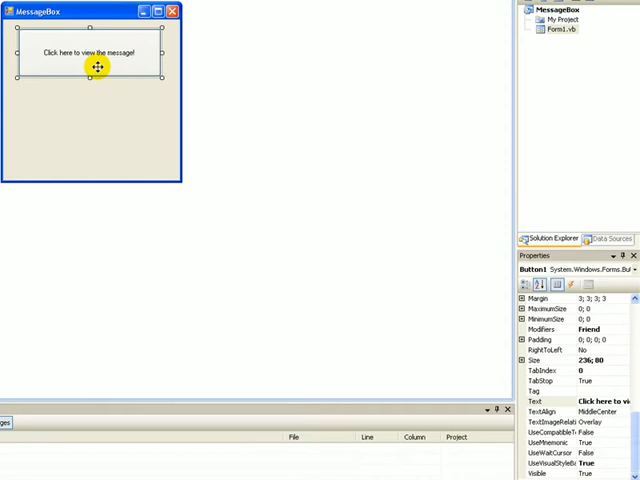 MessageBox
Click here to view the message!
MessageBox
My Project
Form1.vb
Solution Explorer
Data Sources
Properties
Button1 System.Windows.Forms.Bu
Margin 3; 3; 3; 3
MaximumSize 0; 0
MinimumSize 0; 0
Modifiers Friend
Padding 0; 0; 0; 0
RightToLeft No
Size 236; 80
TabIndex 0
TabStop True
Tag
Text Click here to vi
TextAlign MiddleCenter
TextImageRelati Overlay
UseCompatibleT False
UseMnemonic True
UseWaitCursor False
UseVisualStyleBa True
Visible True
ges
File Line Column Project